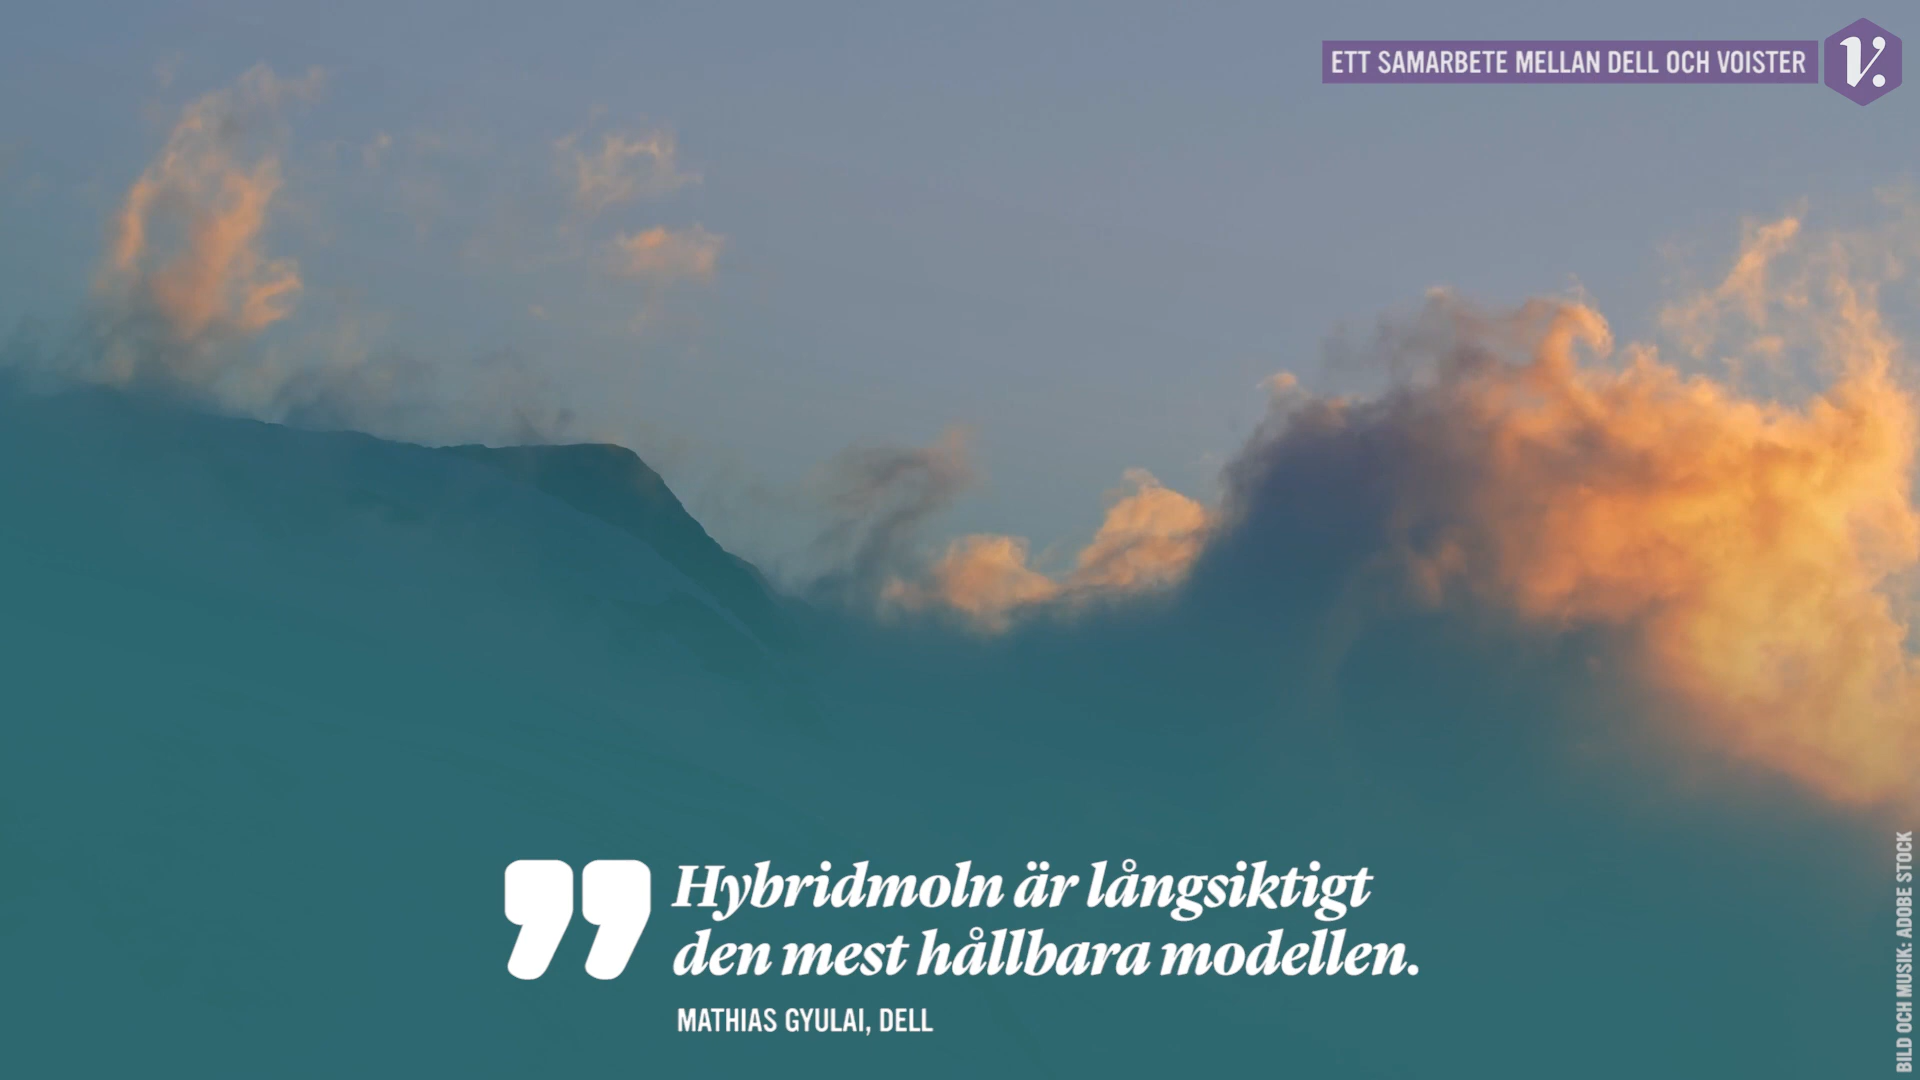 ETT SAMARBETE MELLAN DELL OCH VOISTER
V.
”Hybridmoln är långsiktigt
den mest hållbara modellen.
MATHIAS GYULAI, DELL
BILD OCH MUSIK: ADOBE STOCK